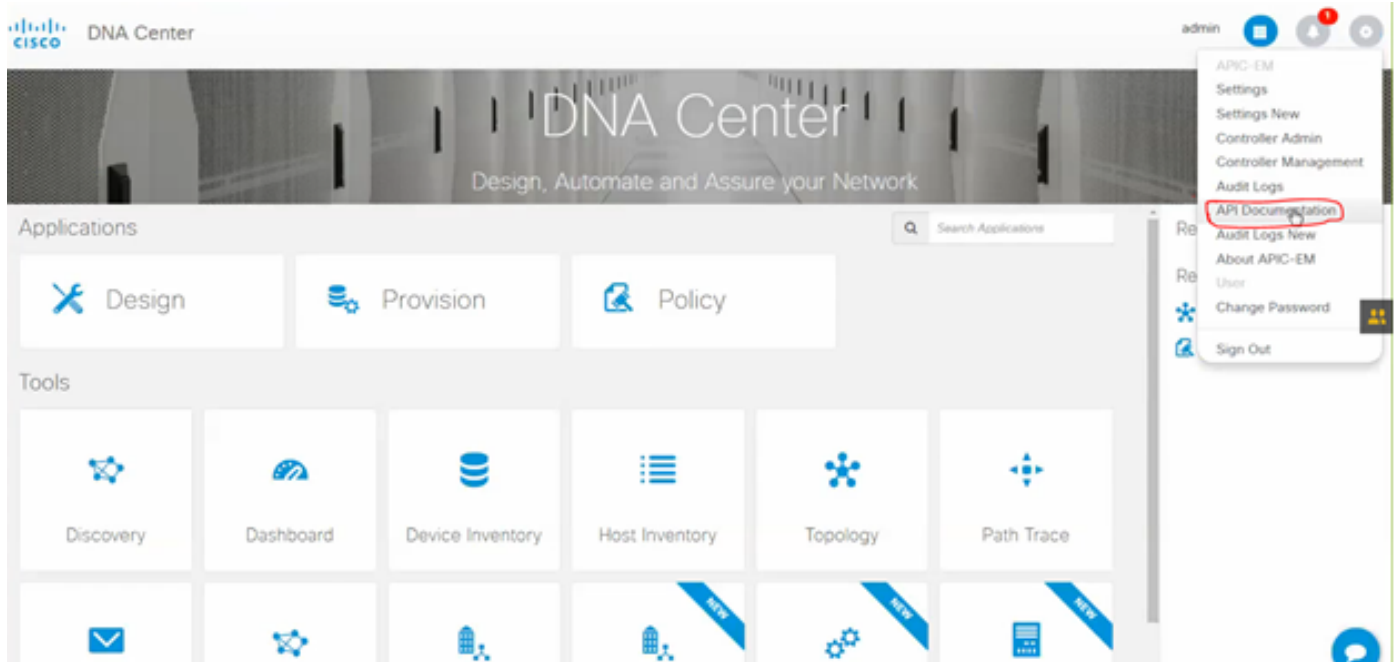 CISCO
DNA Center
admin
1
DNA Center
Design, Automate and Assure your Network
APIC-EM
Settings
Settings New
Controller Admin
Controller Management
Audit Logs
API Documentation
Audit Logs New
About APIC-EM
User
Change Password
Sign Out
Applications
Search Applications
Re
Re
Design
Provision
Policy
Tools
Discovery
Dashboard
Device Inventory
Host Inventory
Topology
Path Trace
NEW
NEW
NEW